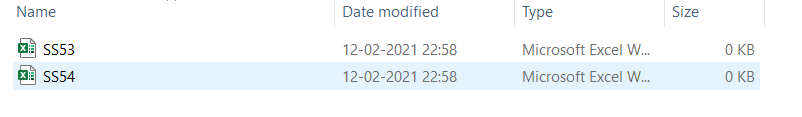 Name Date modified Type Size
SS53 12-02-2021 22:58 Microsoft Excel W... 0 KB
SS54 12-02-2021 22:58 Microsoft Excel W... 0 KB